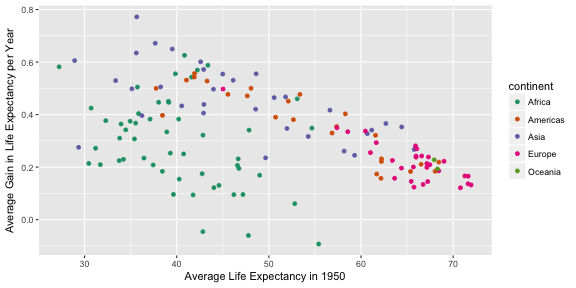 0.8
0.6
0.4
0.2
0.0
Average Gain in Life Expectancy per Year
30
40
50
60
70
Average Life Expectancy in 1950
continent
Africa
Americas
Asia
Europe
Oceania